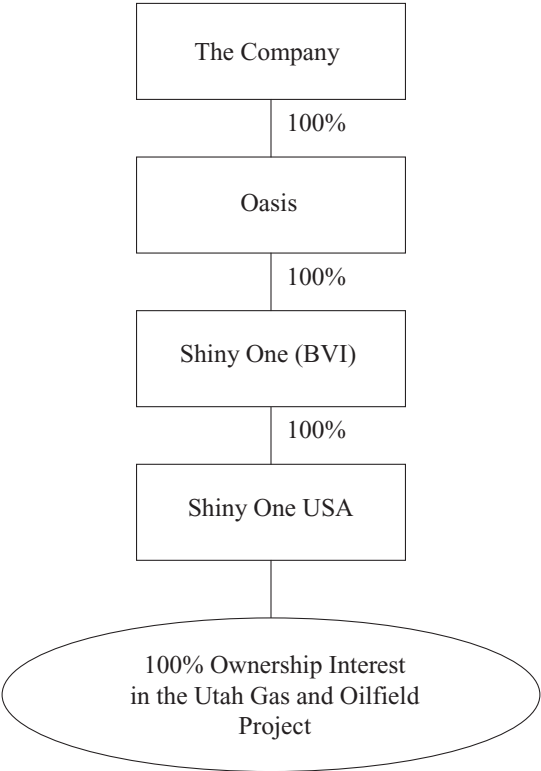 The Company
100%
Oasis
100%
Shiny One (BVI)
100%
Shiny One USA
100% Ownership Interest
in the Utah Gas and Oilfield
Project